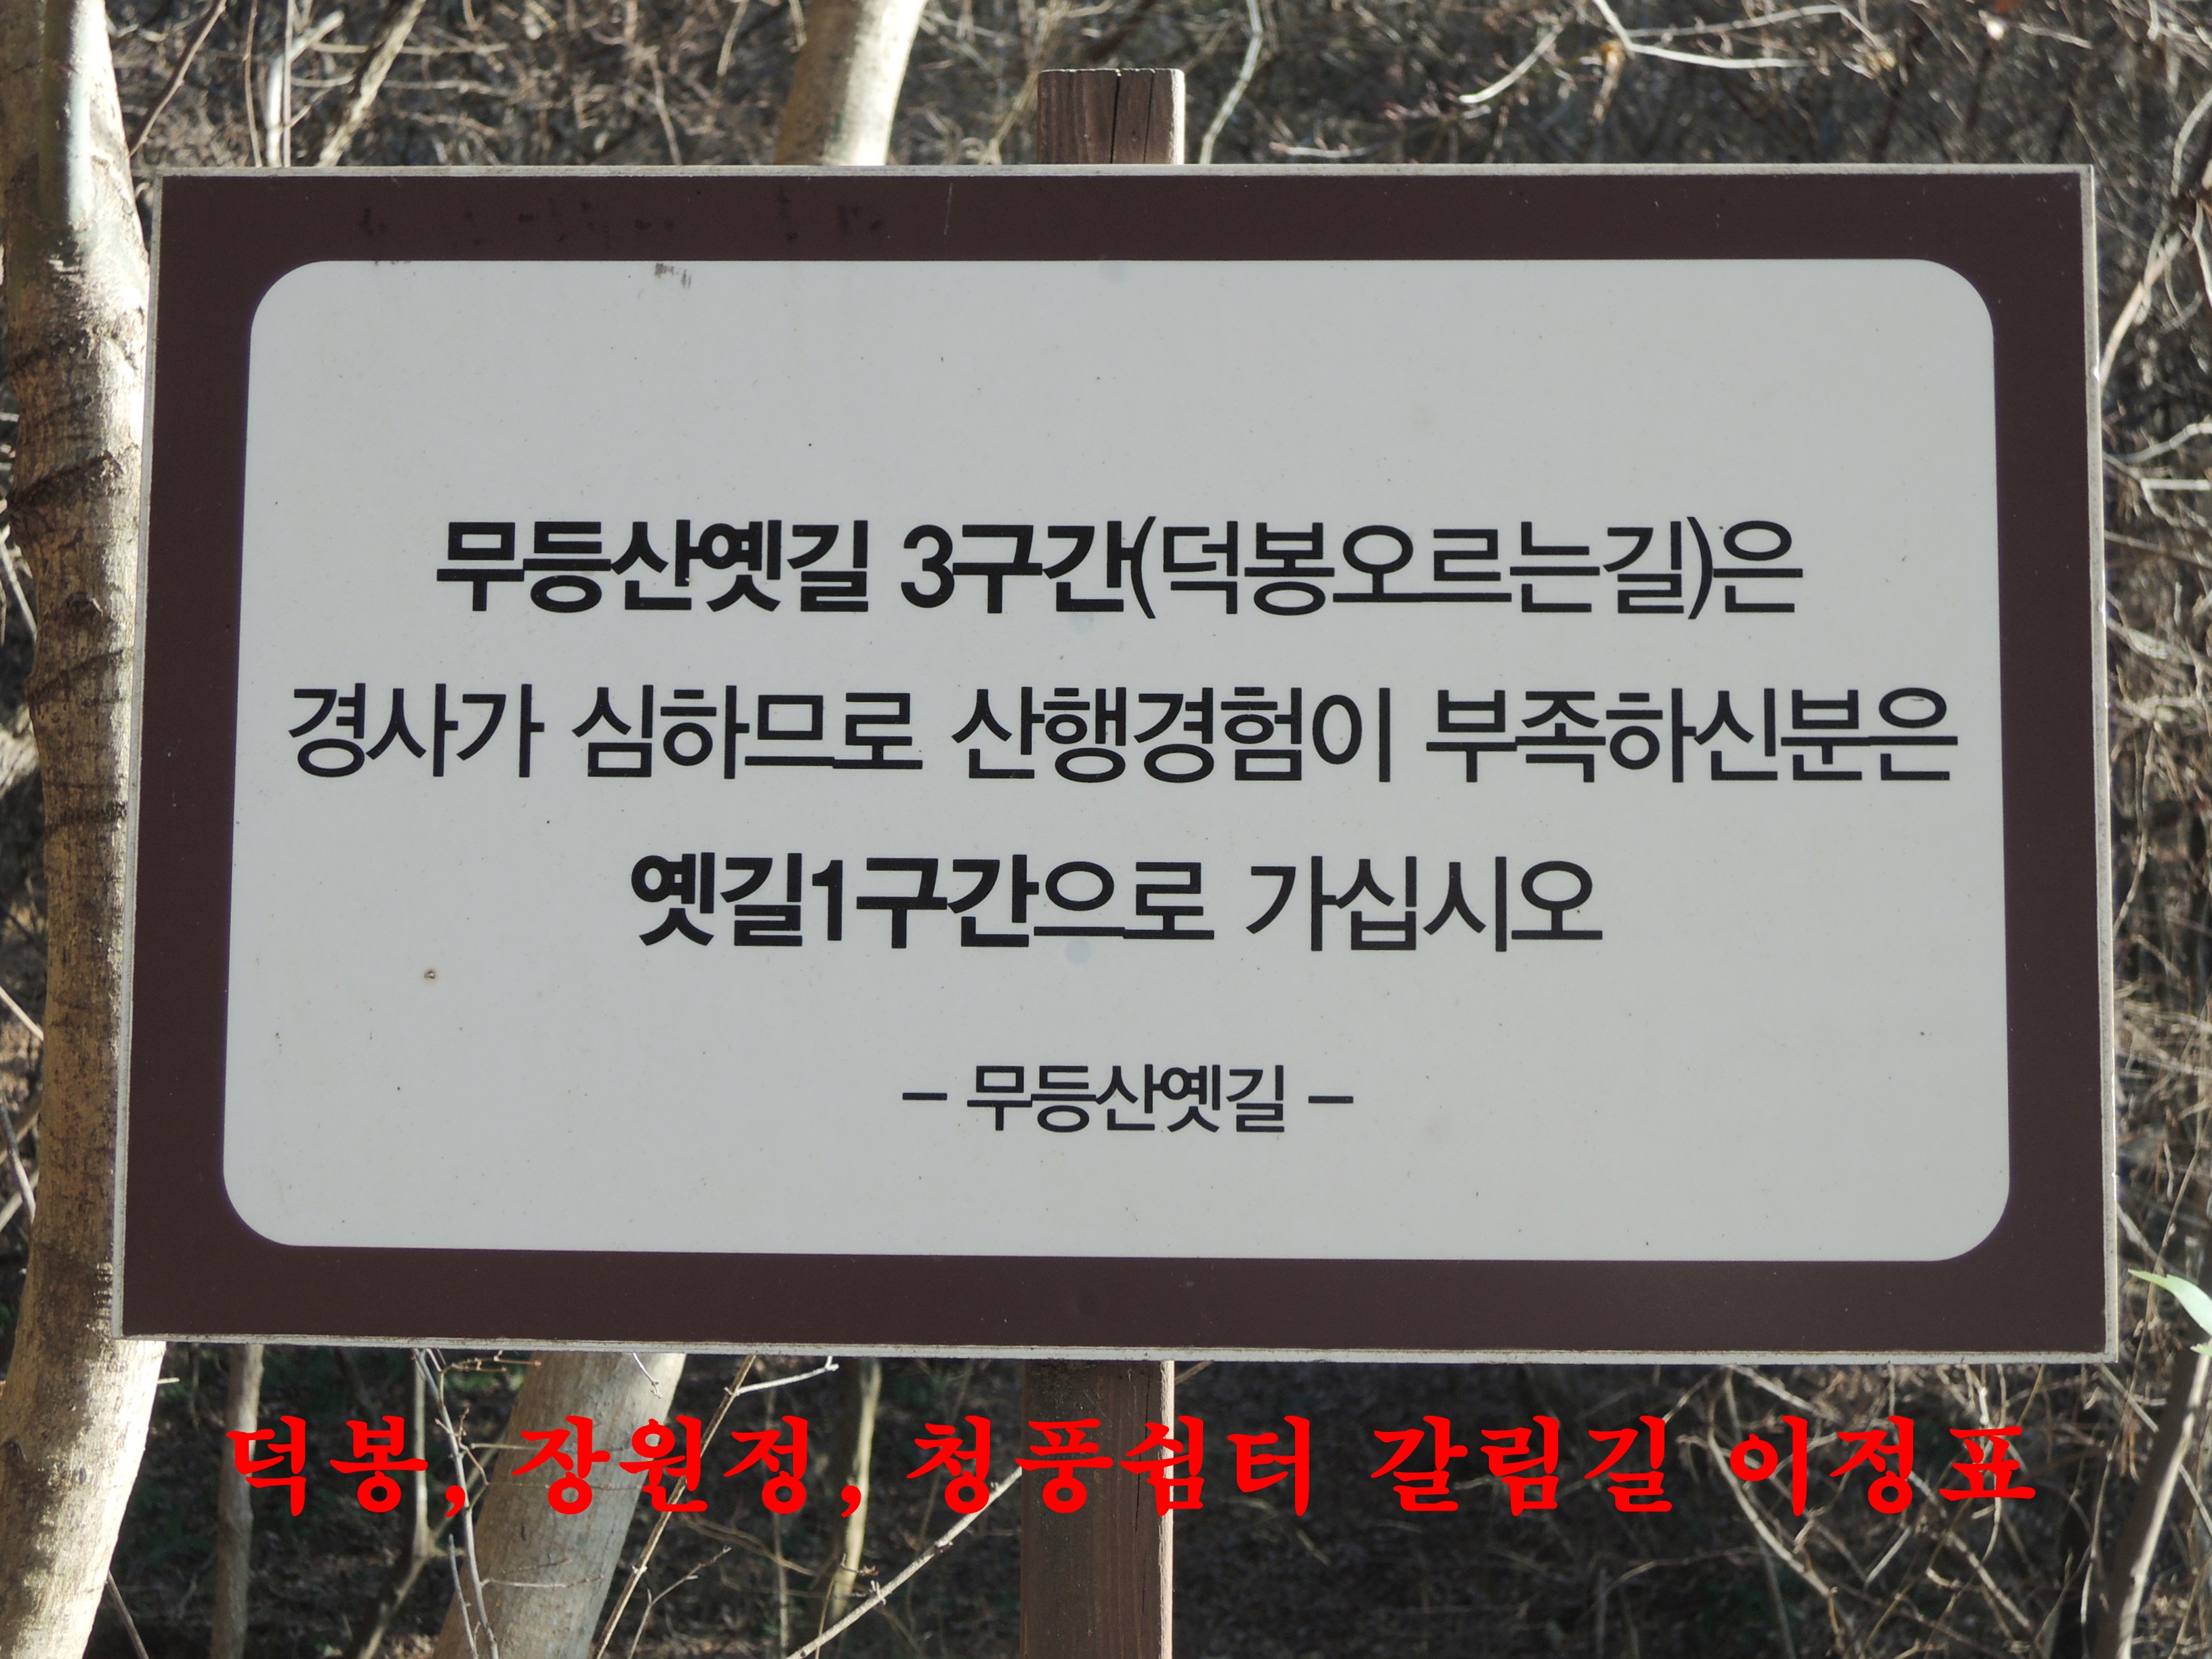 무등산옛길 3구간(덕봉오르는길)은
경사가 심하므로 산행경험이 부족하신분은
옛길1구간으로 가십시오
- 무등산옛길 -
덕봉, 장원정, 청풍쉼터 갈림길 이정표